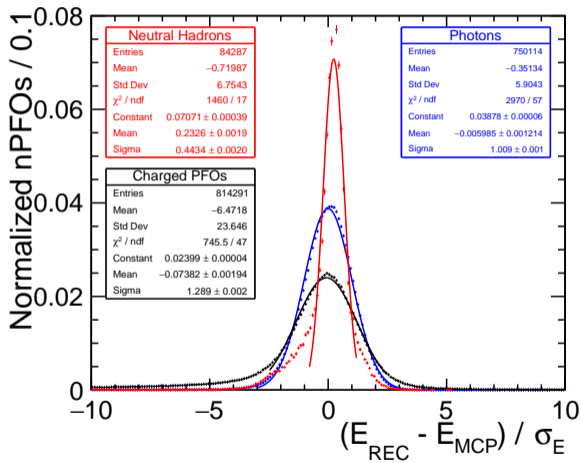 Normalized nPFOs / 0.1
0.08
0.06
0.04
0.02
0
Neutral Hadrons
Entries 84287
Mean −0.71987
Std Dev 6.7543
χ² / ndf 1460 / 17
Constant 0.07071 ± 0.00039
Mean 0.2326 ± 0.0019
Sigma 0.4434 ± 0.0020
Photons
Entries 750114
Mean −0.35134
Std Dev 5.9043
χ² / ndf 2970 / 57
Constant 0.03878 ± 0.00006
Mean −0.005985 ± 0.001214
Sigma 1.009 ± 0.001
Charged PFOs
Entries 814291
Mean −6.4718
Std Dev 23.646
χ² / ndf 745.5 / 47
Constant 0.02399 ± 0.00004
Mean −0.07382 ± 0.00194
Sigma 1.289 ± 0.002
−10 −5 0 5 10
(E_REC - E_MCP) / σ_E